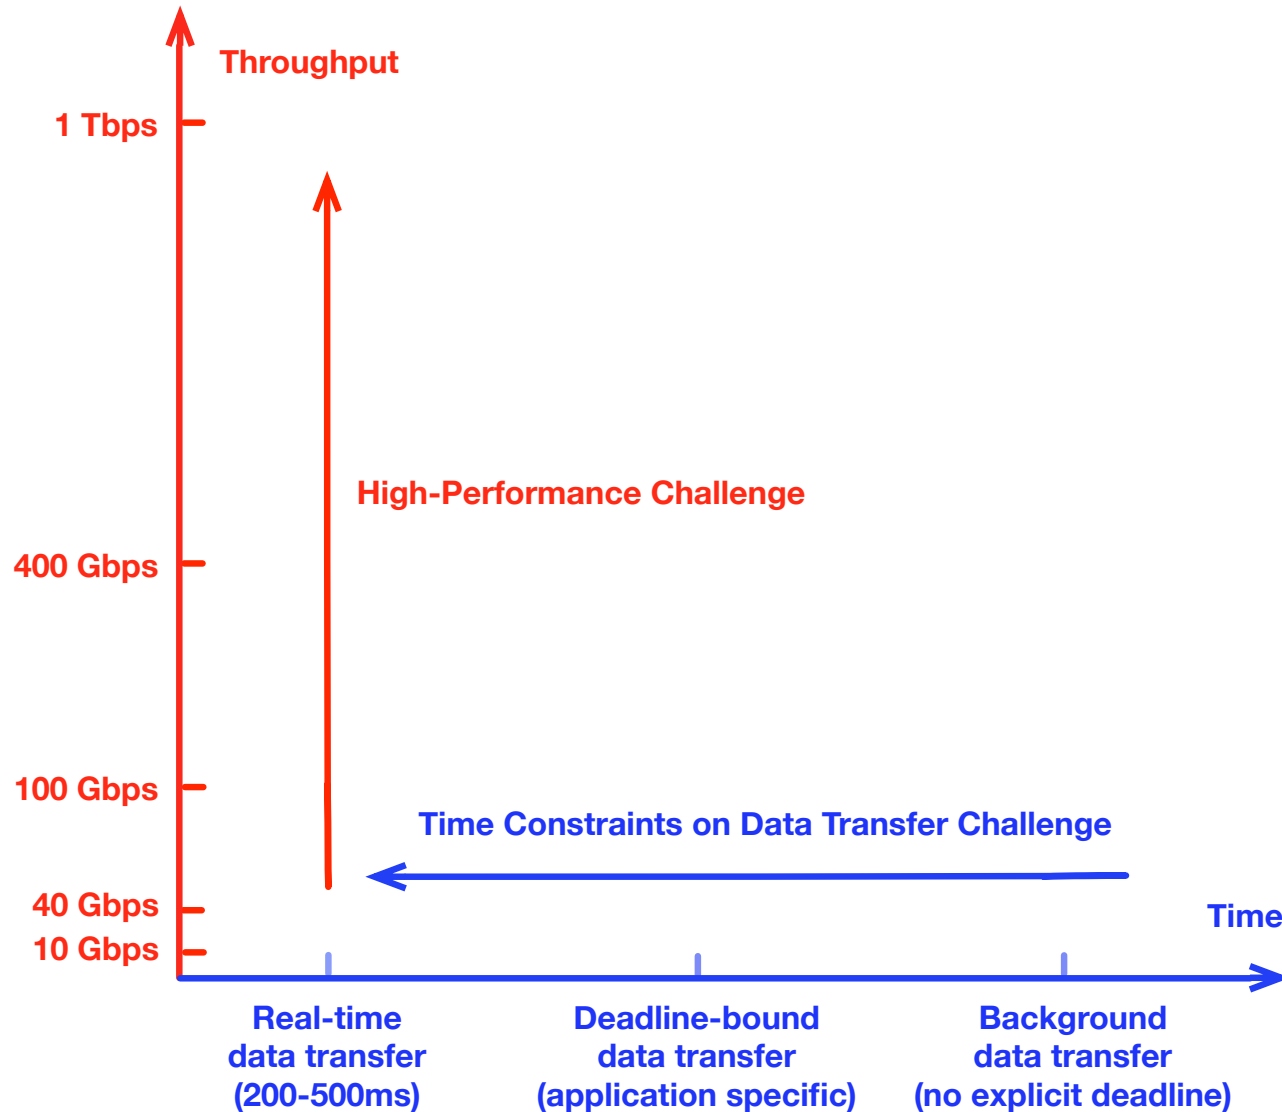 Throughput
1 Tbps
High-Performance Challenge
400 Gbps
100 Gbps
Time Constraints on Data Transfer Challenge
40 Gbps
Time
10 Gbps
Real-time
data transfer
(200-500ms)
Deadline-bound
data transfer
(application specific)
Background
data transfer
(no explicit deadline)